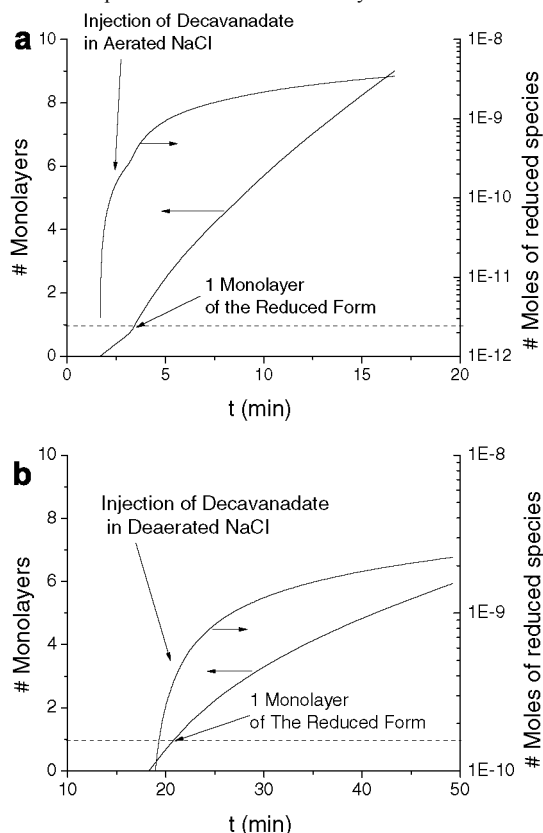 a
Injection of Decavanadate
in Aerated NaCl
10
8
6
4
2
0
# Monolayers
1E-8
1E-9
1E-10
1E-11
1E-12
# Moles of reduced species
1 Monolayer
of the Reduced Form
0
5
10
15
20
t (min)
b
Injection of Decavanadate
in Deaerated NaCl
10
8
6
4
2
0
# Monolayers
1E-8
1E-9
1E-10
# Moles of reduced species
1 Monolayer
of The Reduced Form
10
20
30
40
50
t (min)